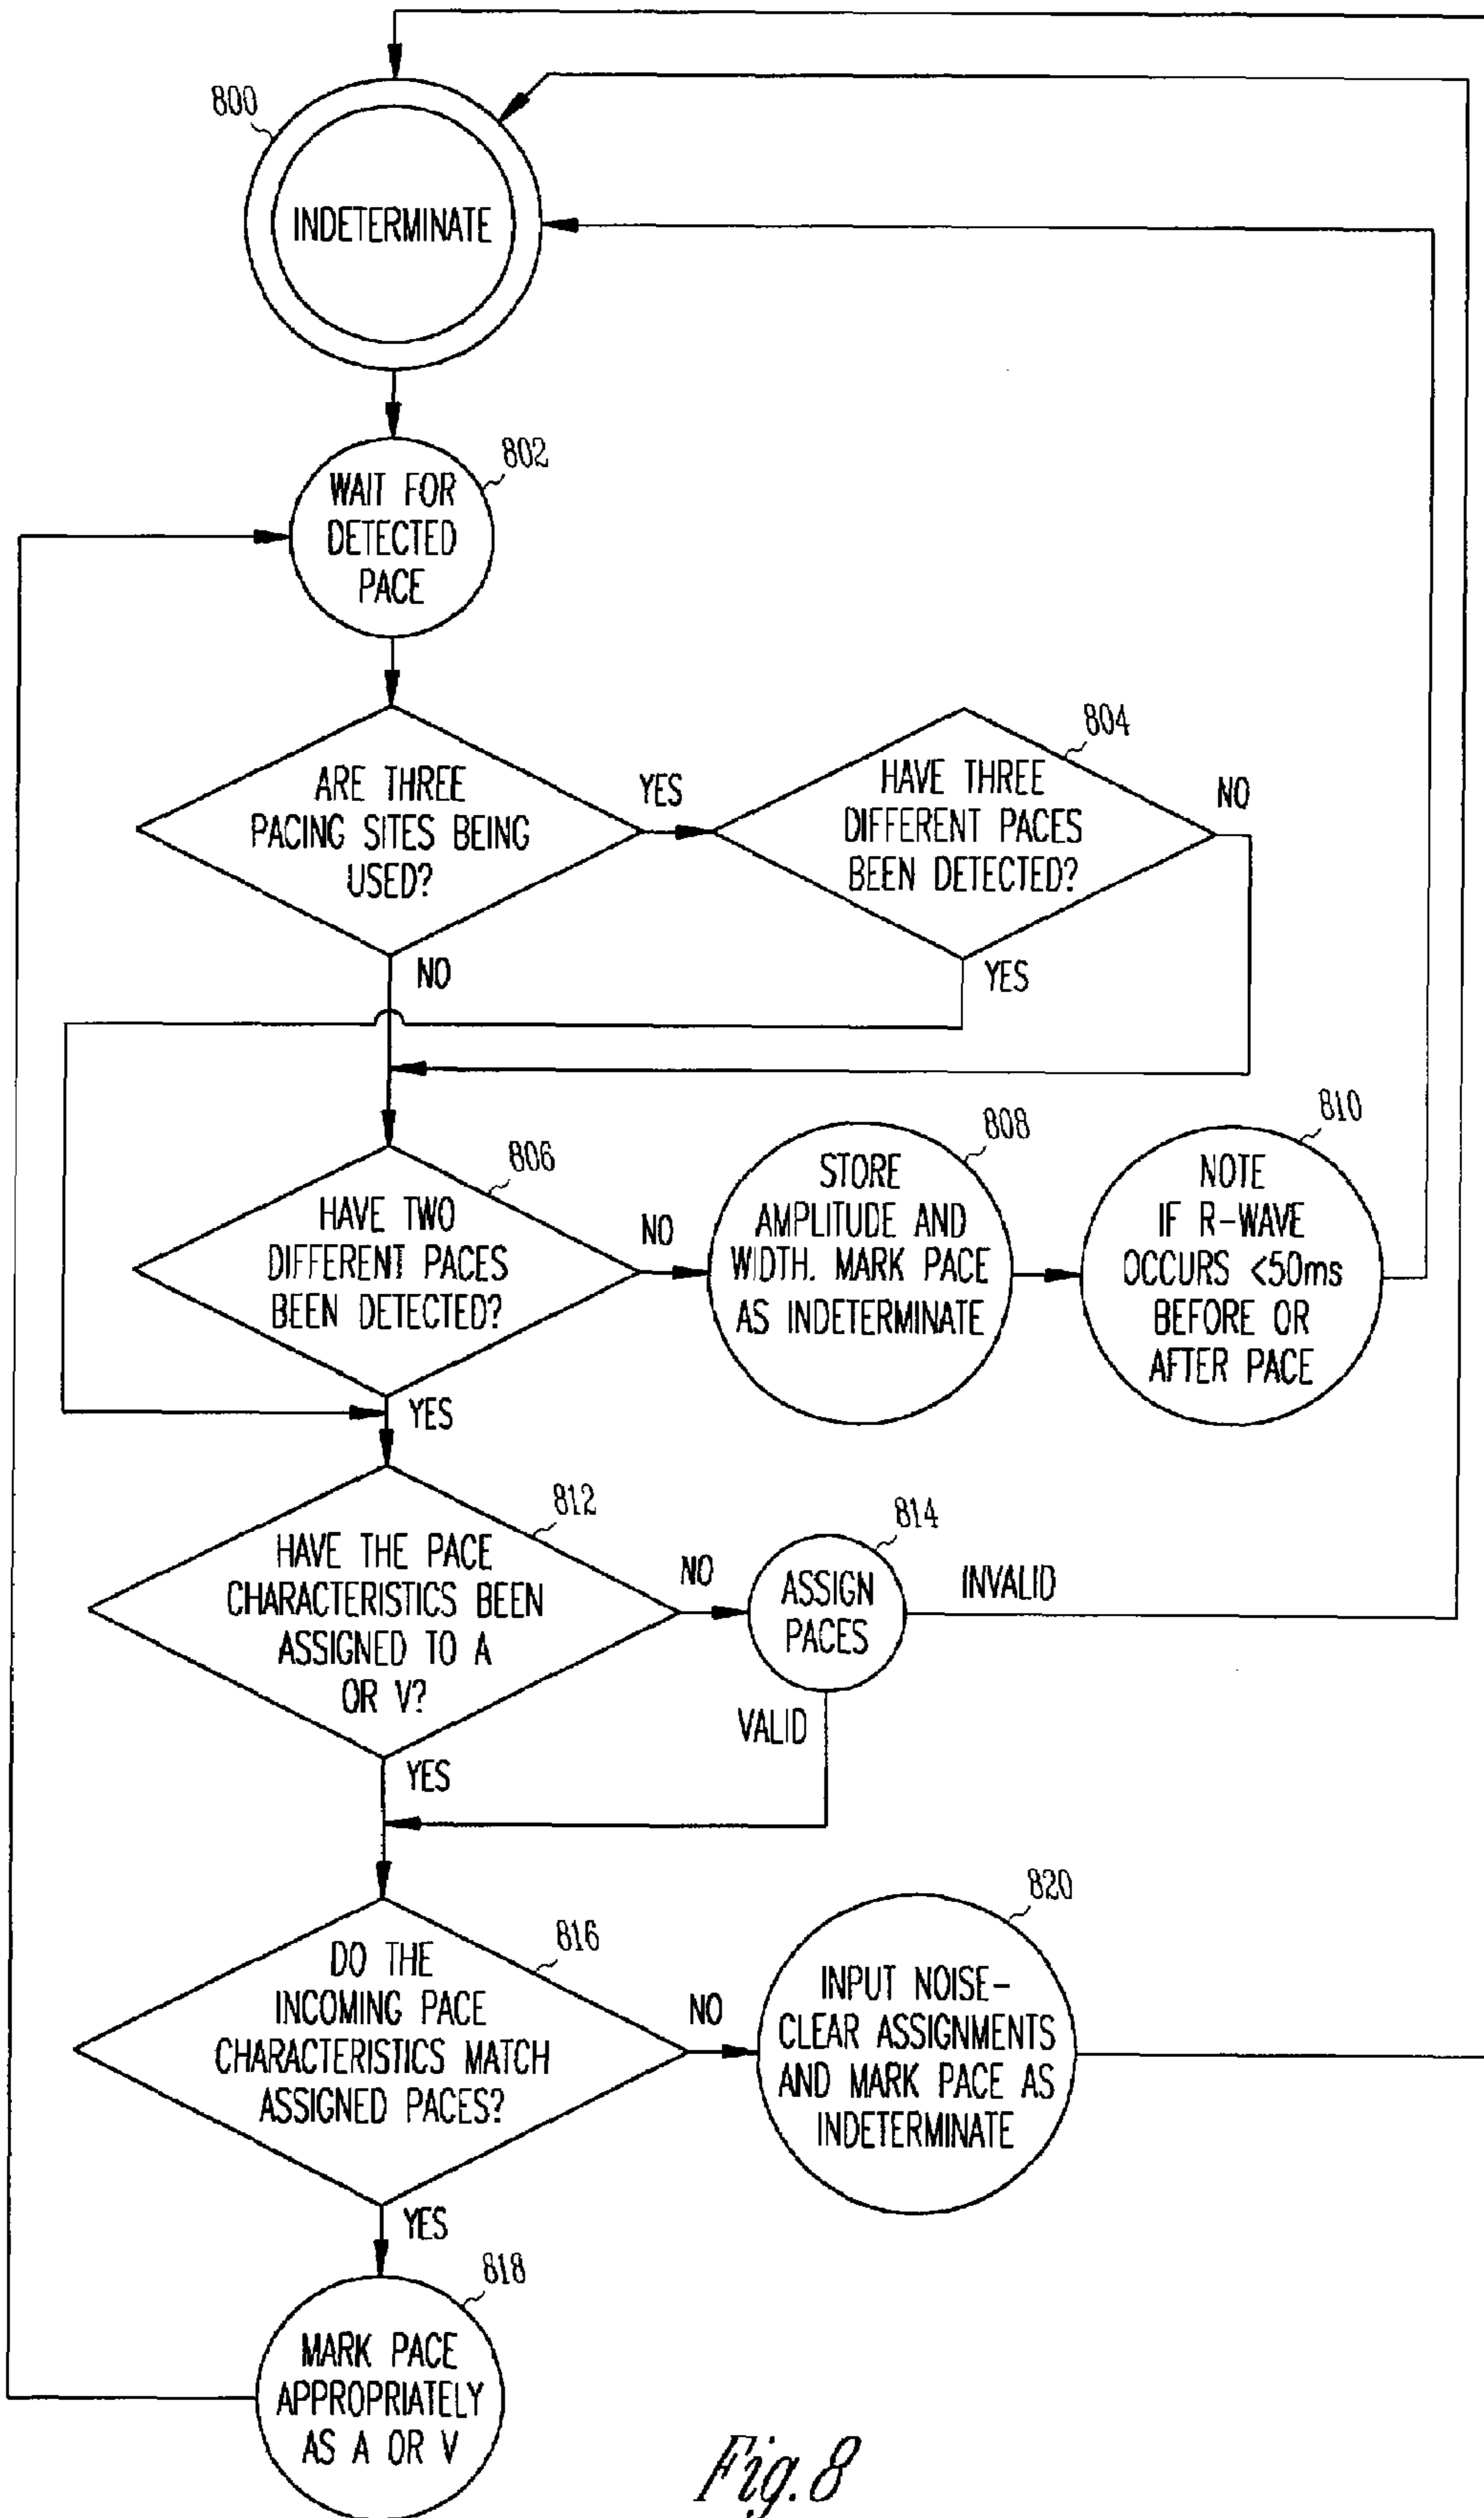 800
INDETERMINATE
802
WAIT FOR
DETECTED
PACE
ARE THREE
PACING SITES BEING
USED?
YES
NO
804
HAVE THREE
DIFFERENT PACES
BEEN DETECTED?
NO
YES
806
HAVE TWO
DIFFERENT PACES
BEEN DETECTED?
NO
YES
808
STORE
AMPLITUDE AND
WIDTH. MARK PACE
AS INDETERMINATE
810
NOTE
IF R-WAVE
OCCURS <50ms
BEFORE OR
AFTER PACE
812
HAVE THE PACE
CHARACTERISTICS BEEN
ASSIGNED TO A
OR V?
NO
YES
814
ASSIGN
PACES
INVALID
VALID
816
DO THE
INCOMING PACE
CHARACTERISTICS MATCH
ASSIGNED PACES?
NO
YES
820
INPUT NOISE-
CLEAR ASSIGNMENTS
AND MARK PACE AS
INDETERMINATE
818
MARK PACE
APPROPRIATELY
AS A OR V
Fig.8